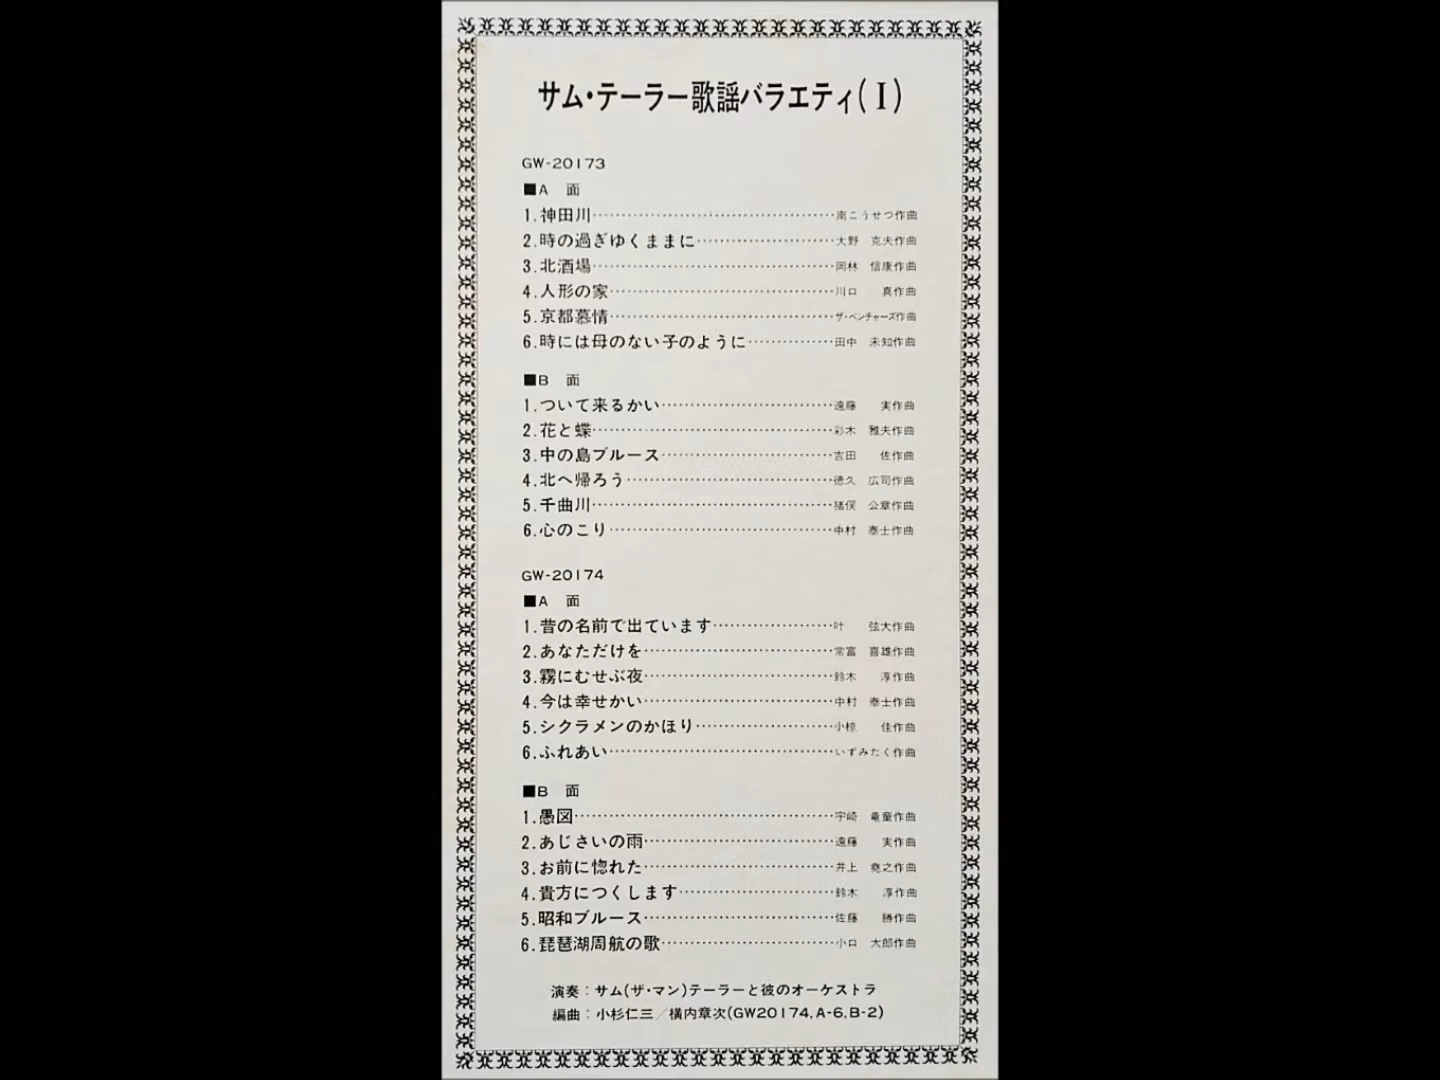 サム・テーラー歌謡バラエティ(Ⅰ)
GW-20173
■A 面
1.神田川……………………………………南こうせつ作曲
2.時の過ぎゆくままに……………………大野 克夫作曲
3.北酒場……………………………………岡林 信康作曲
4.人形の家…………………………………川口 真作曲
5.京都慕情…………………………………ザ・ベンチャーズ作曲
6.時には母のない子のように……………田中 未知作曲
■B 面
1.ついて来るかい…………………………遠藤 実作曲
2.花と蝶……………………………………彩木 雅夫作曲
3.中の島ブルース…………………………吉田 佐作曲
4.北へ帰ろう………………………………徳久 広司作曲
5.千曲川……………………………………猪俣 公章作曲
6.心のこり…………………………………中村 泰士作曲
GW-20174
■A 面
1.昔の名前で出ています…………………叶 弦大作曲
2.あなただけを……………………………常富 喜雄作曲
3.霧にむせぶ夜……………………………鈴木 淳作曲
4.今は幸せかい……………………………中村 泰士作曲
5.シクラメンのかほり……………………小椋 佳作曲
6.ふれあい…………………………………いずみたく作曲
■B 面
1.愚図………………………………………宇崎 竜童作曲
2.あじさいの雨……………………………遠藤 実作曲
3.お前に惚れた……………………………井上 堯之作曲
4.貴方につくします………………………鈴木 淳作曲
5.昭和ブルース……………………………佐藤 勝作曲
6.琵琶湖周航の歌…………………………小口 太郎作曲
演奏：サム(ザ・マン)テーラーと彼のオーケストラ
編曲：小杉仁三／横内章次(GW20174,A-6,B-2)